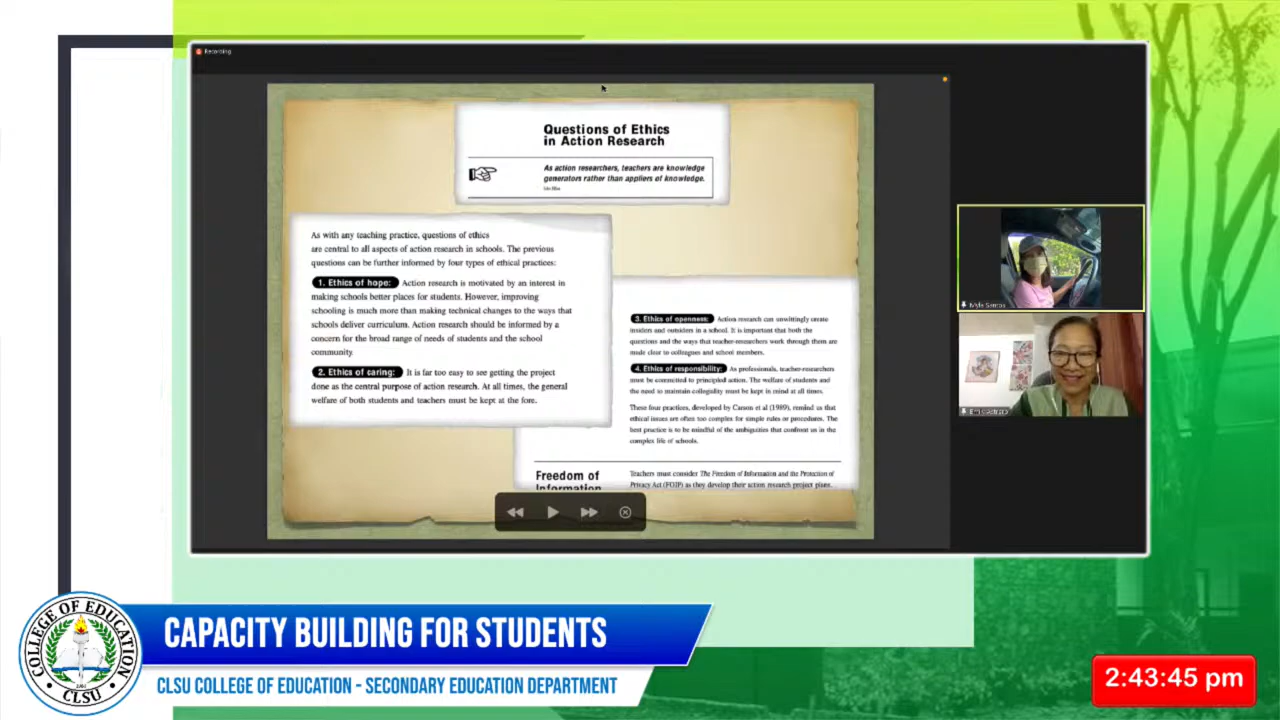 Recording
Questions of Ethics
in Action Research
As action researchers, teachers are knowledge
generators rather than appliers of knowledge.
As with any teaching practice, questions of ethics
are central to all aspects of action research in schools. The previous
questions can be further informed by four types of ethical practices:
1. Ethics of hope: Action research is motivated by an interest in
making schools better places for students. However, improving
schooling is much more than making technical changes to the ways that
schools deliver curriculum. Action research should be informed by a
concern for the broad range of needs of students and the school
community.
2. Ethics of caring: It is far too easy to see getting the project
done as the central purpose of action research. At all times, the general
welfare of both students and teachers must be kept at the fore.
3. Ethics of openness: Action research can unwittingly create
insiders and outsiders in a school. It is important that both the
questions and the ways that teacher-researchers work through them are
made clear to colleagues and school members.
4. Ethics of responsibility: As professionals, teacher-researchers
must be committed to principled action. The welfare of students and
the need to maintain collegiality must be kept in mind at all times.
These four practices, developed by Carson et al (1989), remind us that
ethical issues are often too complex for simple rules or procedures. The
best practice is to be mindful of the ambiguities that confront us in the
complex life of schools.
Freedom of
Information
Teachers must consider The Freedom of Information and the Protection of
Privacy Act (FOIP) as they develop their action research project plans.
Myla Santos
COLLEGE OF EDUCATION
CLSU
CAPACITY BUILDING FOR STUDENTS
CLSU COLLEGE OF EDUCATION - SECONDARY EDUCATION DEPARTMENT
2:43:45 pm